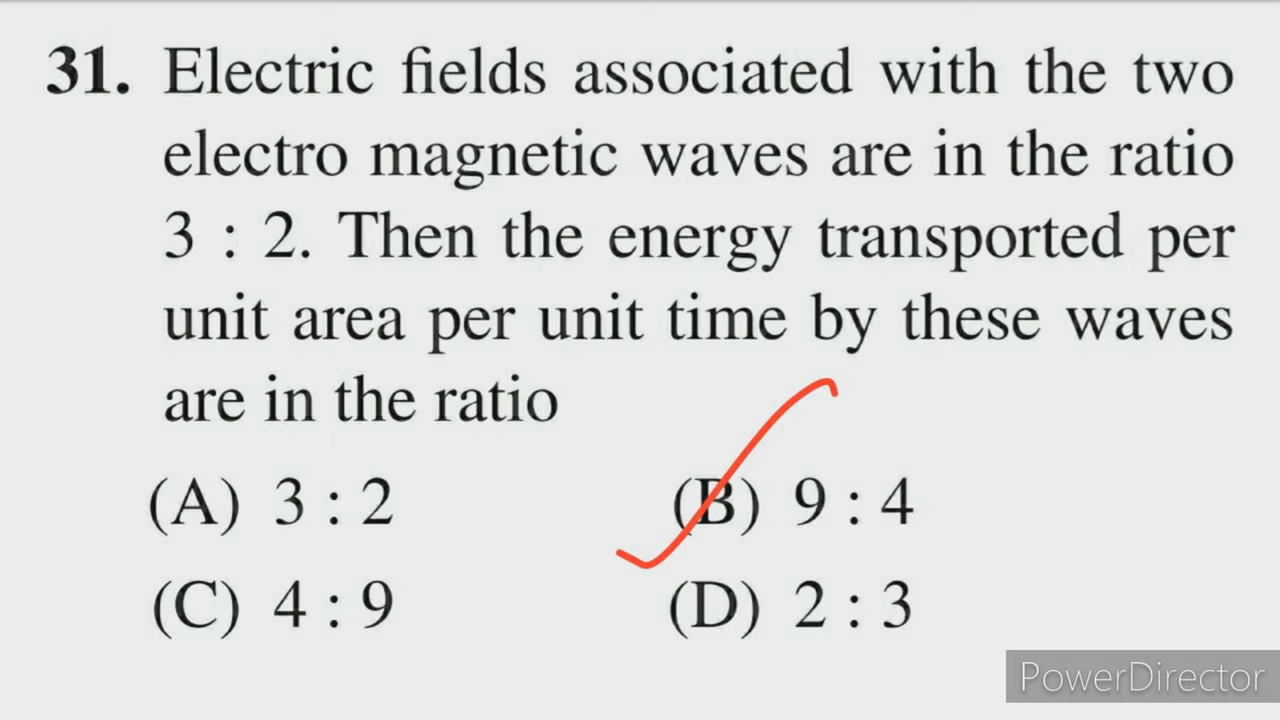 31. Electric fields associated with the two
electro magnetic waves are in the ratio
3 : 2. Then the energy transported per
unit area per unit time by these waves
are in the ratio
(A) 3 : 2 (B) 9 : 4
(C) 4 : 9 (D) 2 : 3
PowerDirector